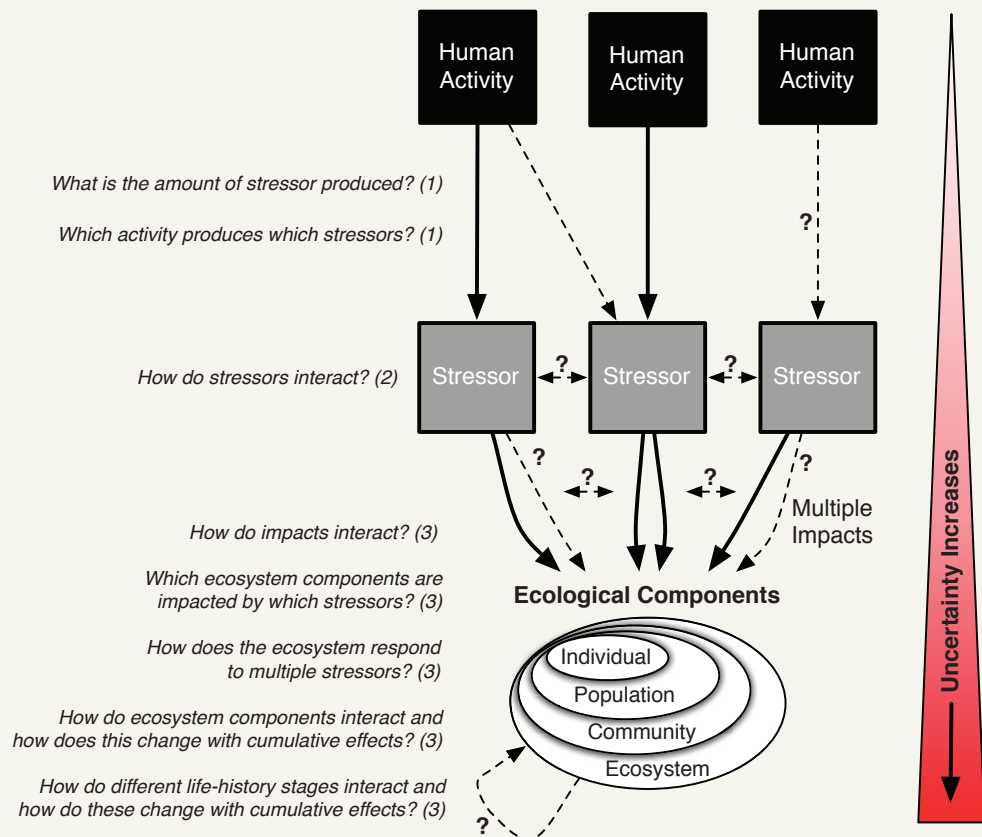 Human
Activity
Human
Activity
Human
Activity
What is the amount of stressor produced? (1)
Which activity produces which stressors? (1)
?
How do stressors interact? (2)
Stressor
?
Stressor
?
Stressor
?
?
?
?
Multiple
Impacts
How do impacts interact? (3)
Which ecosystem components are
impacted by which stressors? (3)
Ecological Components
How does the ecosystem respond
to multiple stressors? (3)
Individual
Population
Community
Ecosystem
How do ecosystem components interact and
how does this change with cumulative effects? (3)
How do different life-history stages interact and
how do these change with cumulative effects? (3)
?
Uncertainty Increases